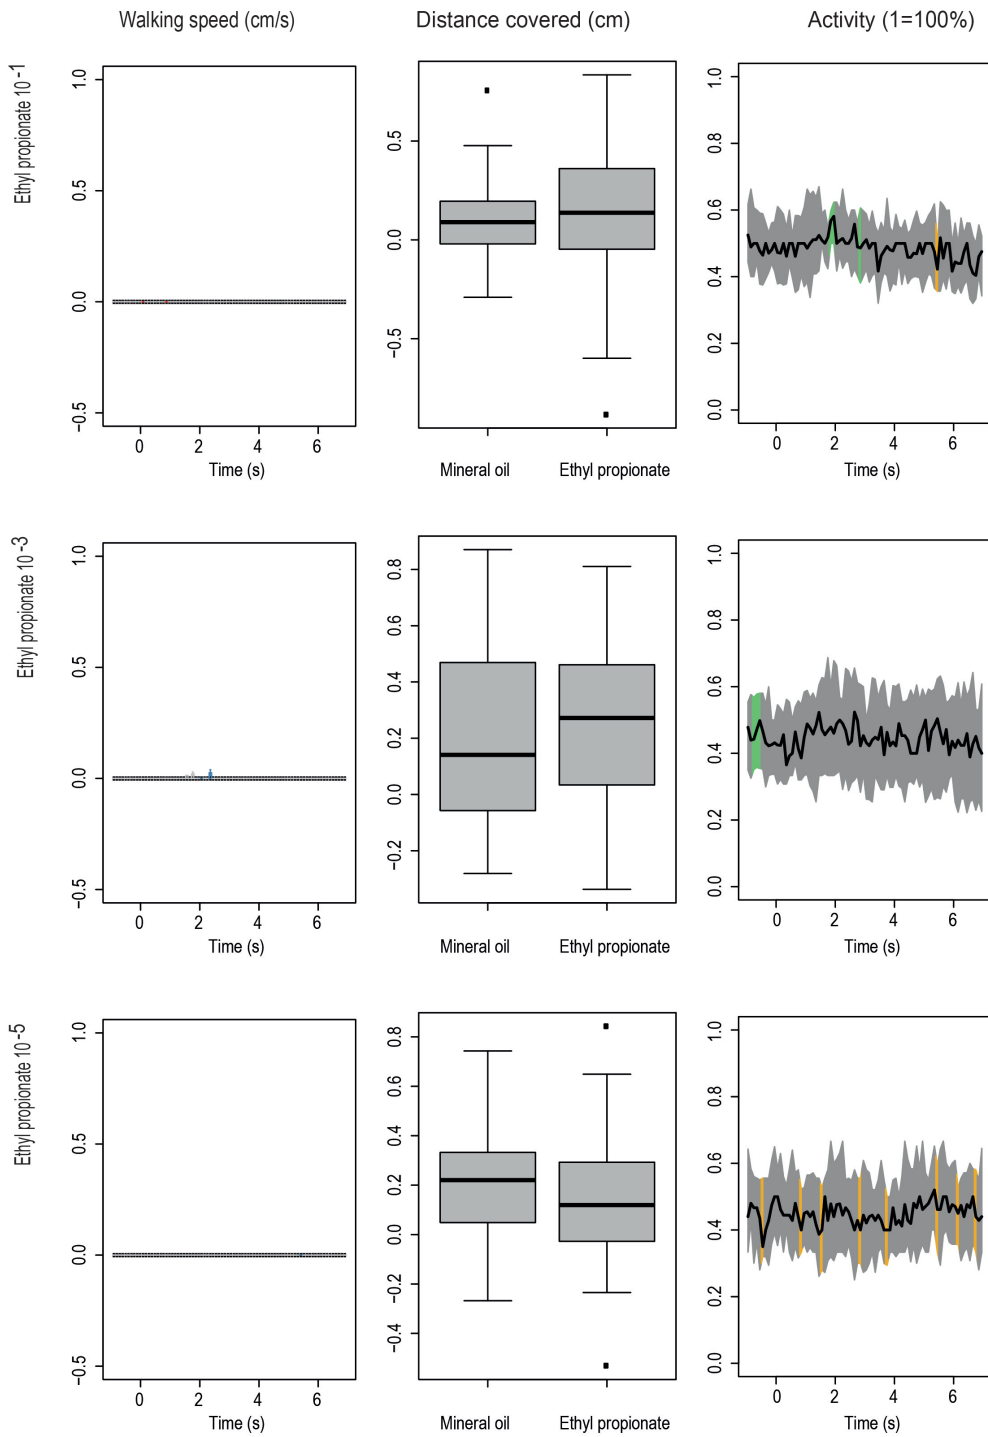 Walking speed (cm/s) Distance covered (cm) Activity (1=100%)
Ethyl propionate 10 -1
1.0
0.5
0.0
−0.5
0 2 4 6
Time (s)
0.5
0.0
−0.5
Mineral oil Ethyl propionate
1.0
0.8
0.6
0.4
0.2
0.0
0 2 4 6
Time (s)
Ethyl propionate 10 -3
1.0
0.5
0.0
−0.5
0 2 4 6
Time (s)
0.8
0.6
0.4
0.2
0.0
−0.2
Mineral oil Ethyl propionate
1.0
0.8
0.6
0.4
0.2
0.0
0 2 4 6
Time (s)
Ethyl propionate 10 -5
1.0
0.5
0.0
−0.5
0 2 4 6
Time (s)
0.8
0.6
0.4
0.2
0.0
−0.2
−0.4
Mineral oil Ethyl propionate
1.0
0.8
0.6
0.4
0.2
0.0
0 2 4 6
Time (s)